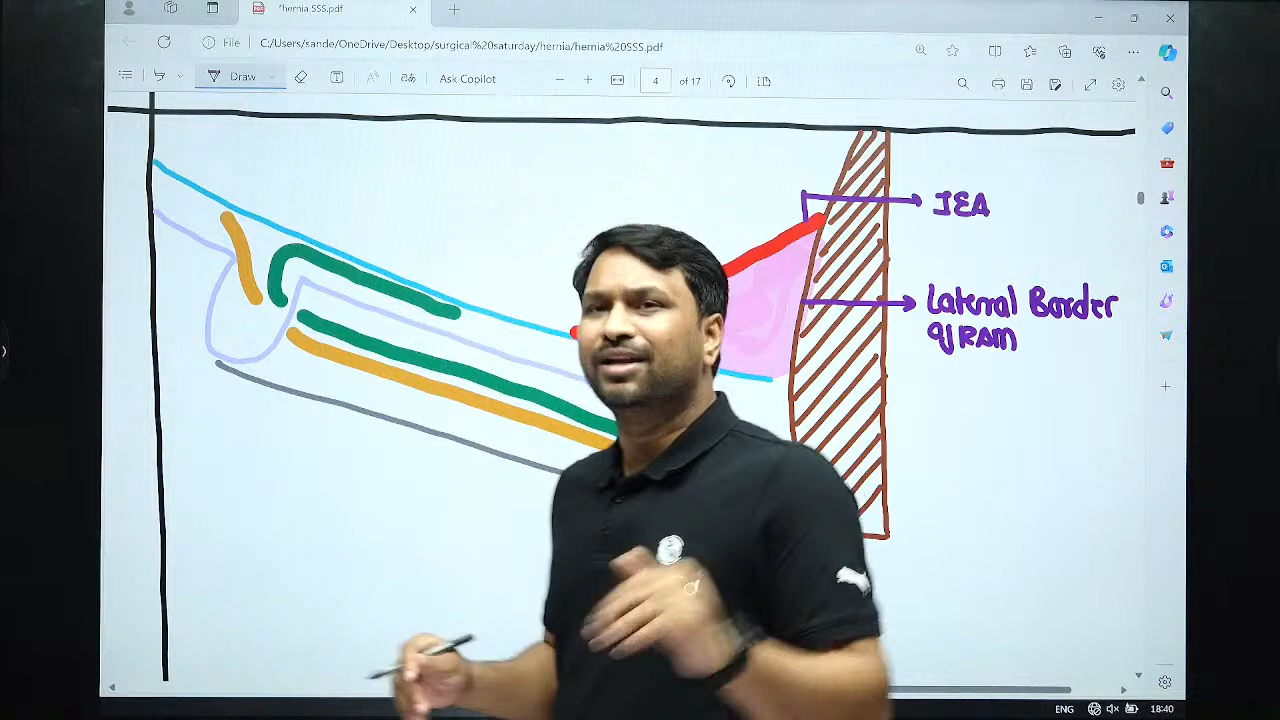 *hernia SSS.pdf
File
C:/Users/sande/OneDrive/Desktop/surgical%20saturday/hernia/hernia%20SSS.pdf
Draw
Ask Copilot
4
of 17
IEA
Lateral Border
of RAM
ENG
18:40